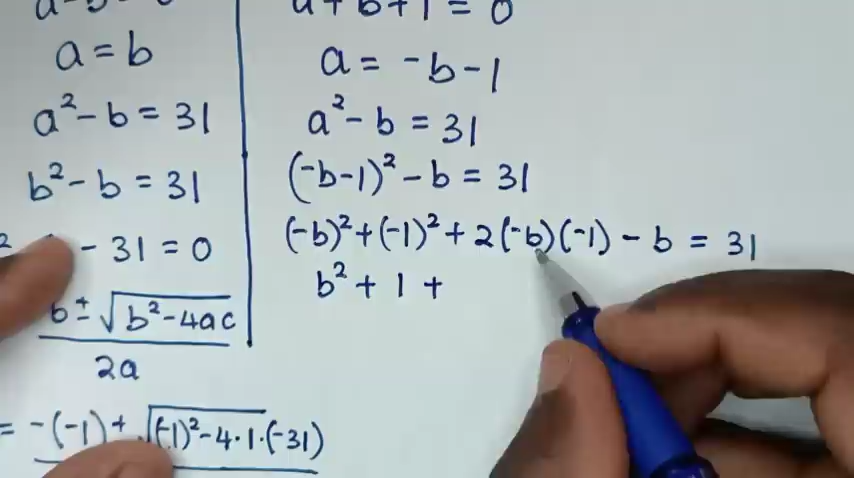 a = b
a² - b = 31
b² - b = 31
- 31 = 0
b ± √b² - 4ac
2a
= -(-1) ± √(-1)² - 4 · 1 · (-31)
a + b + 1 = 0
a = -b - 1
a² - b = 31
(-b - 1)² - b = 31
(-b)² + (-1)² + 2(-b)(-1) - b = 31
b² + 1 +